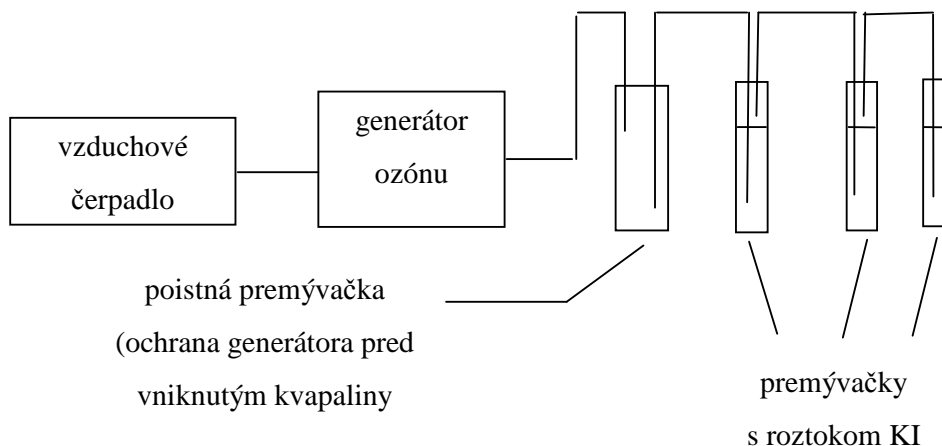 vzduchové
čerpadlo
generátor
ozónu
poistná premývačka
(ochrana generátora pred
vniknutým kvapaliny
premývačky
s roztokom KI